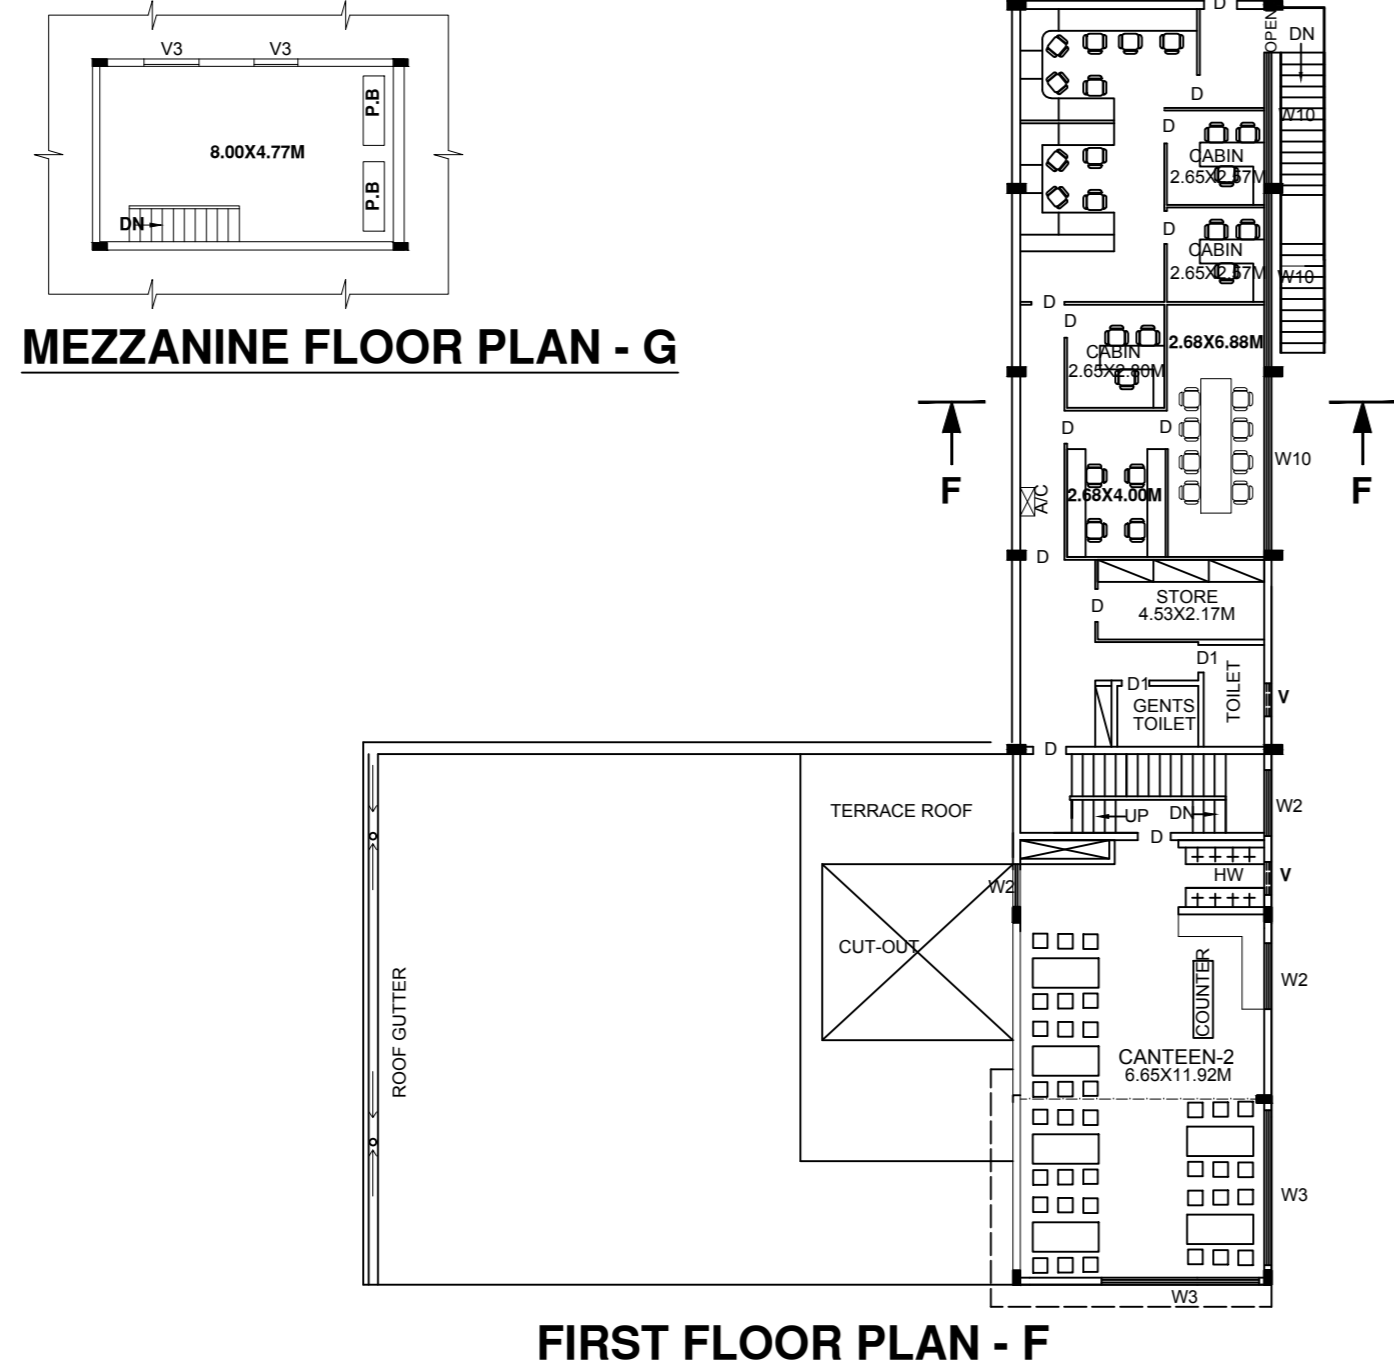 V3
V3
P.B
8.00X4.77M
P.B
DN
MEZZANINE FLOOR PLAN - G
D
OPEN
DN
D
W10
D
CABIN
2.65X2.57M
D
CABIN
2.65X2.57M
W10
D
D
CABIN
2.65X2.80M
2.68X6.88M
D
D
F
F
W10
A/C
2.68X4.00M
D
STORE
4.53X2.17M
D
D1
TOILET
D1
GENTS
TOILET
V
D
TERRACE ROOF
UP
DN
W2
D
HW
V
W2
CUT-OUT
COUNTER
W2
ROOF GUTTER
CANTEEN-2
6.65X11.92M
W3
W3
FIRST FLOOR PLAN - F